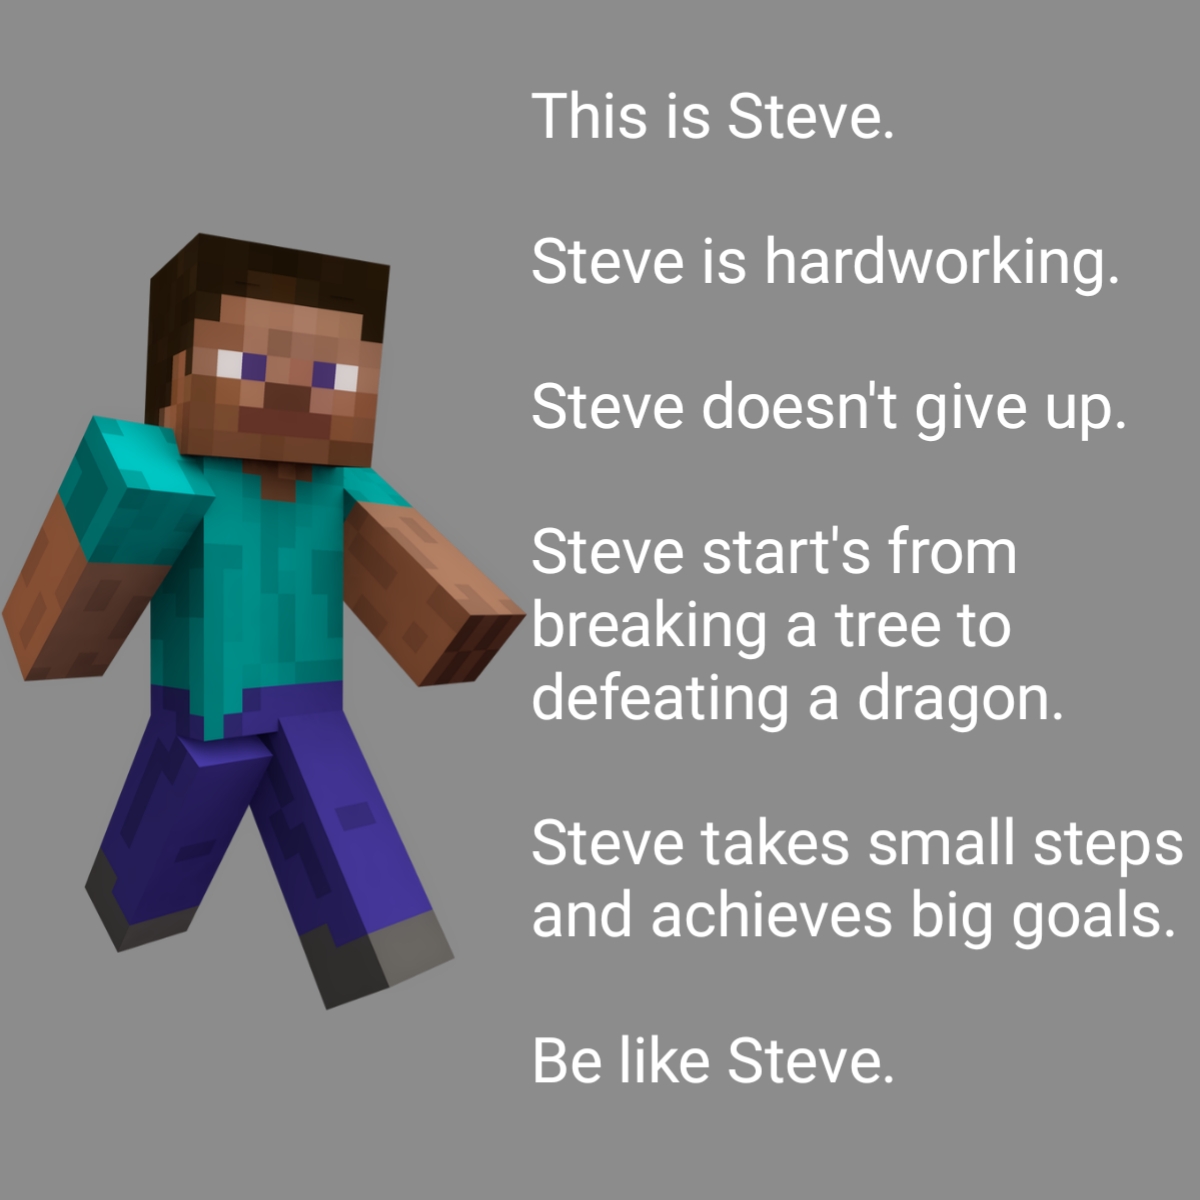 This is Steve.
Steve is hardworking.
Steve doesn't give up.
Steve start's from
breaking a tree to
defeating a dragon.
Steve takes small steps
and achieves big goals.
Be like Steve.